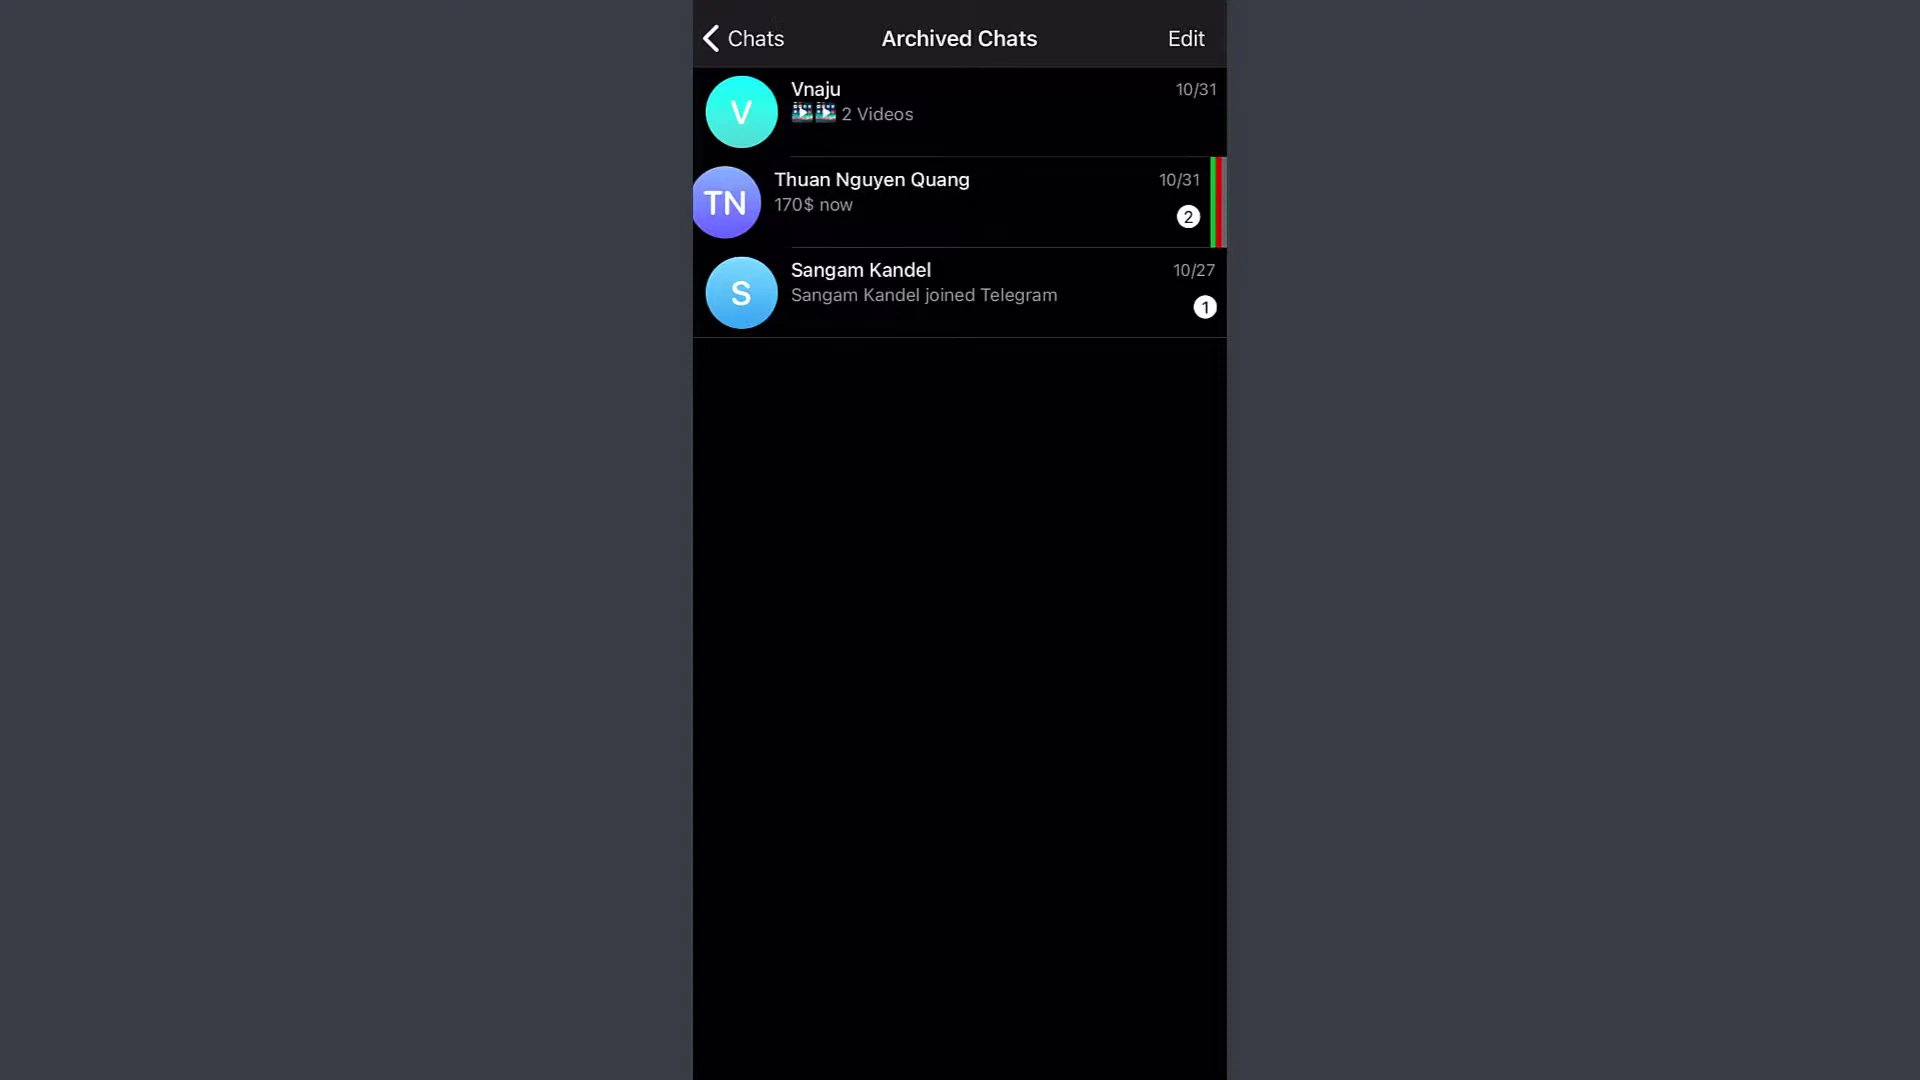 Chats
Archived Chats
Edit
V
Vnaju
10/31
2 Videos
TN
Thuan Nguyen Quang
10/31
170$ now
2
S
Sangam Kandel
10/27
Sangam Kandel joined Telegram
1